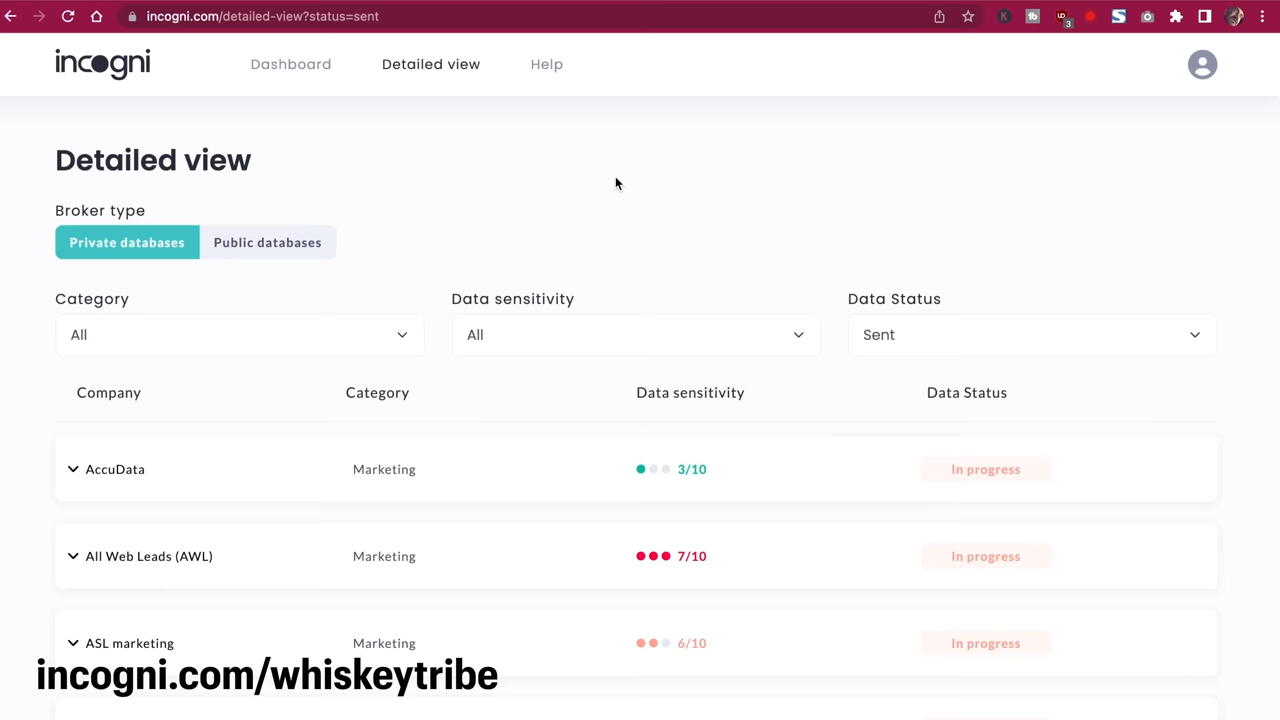 incogni.com/detailed-view?status=sent
3
incogni
Dashboard
Detailed view
Help
Detailed view
Broker type
Private databases
Public databases
Category
Data sensitivity
Data Status
All
All
Sent
Company
Category
Data sensitivity
Data Status
AccuData
Marketing
3/10
In progress
All Web Leads (AWL)
Marketing
7/10
In progress
ASL marketing
Marketing
6/10
In progress
incogni.com/whiskeytribe